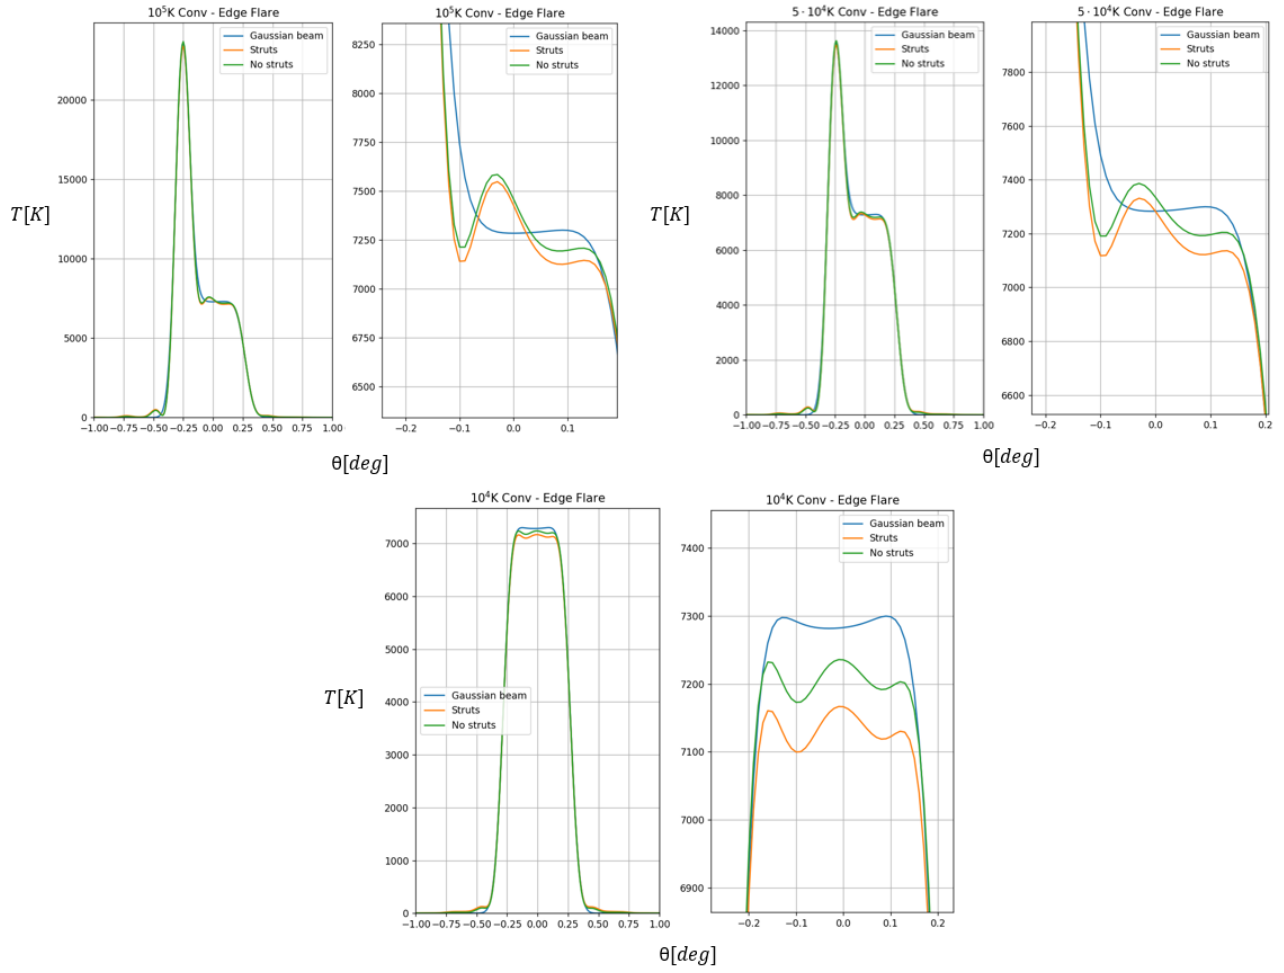 10⁵K Conv - Edge Flare
Gaussian beam
Struts
No struts
20000
15000
10000
5000
0
−1.00 −0.75 −0.50 −0.25 0.00 0.25 0.50 0.75 1.00
T[K]
10⁵K Conv - Edge Flare
Gaussian beam
Struts
No struts
8250
8000
7750
7500
7250
7000
6750
6500
−0.2 −0.1 0.0 0.1
θ[deg]
5 · 10⁴K Conv - Edge Flare
Gaussian beam
Struts
No struts
14000
12000
10000
8000
6000
4000
2000
0
−1.00 −0.75 −0.50 −0.25 0.00 0.25 0.50 0.75 1.00
T[K]
5 · 10⁴K Conv - Edge Flare
Gaussian beam
Struts
No struts
7800
7600
7400
7200
7000
6800
6600
−0.2 −0.1 0.0 0.1 0.2
θ[deg]
10⁴K Conv - Edge Flare
7000
6000
5000
4000
3000
2000
1000
0
Gaussian beam
Struts
No struts
−1.00 −0.75 −0.50 −0.25 0.00 0.25 0.50 0.75 1.00
T[K]
10⁴K Conv - Edge Flare
Gaussian beam
Struts
No struts
7400
7300
7200
7100
7000
6900
−0.2 −0.1 0.0 0.1 0.2
θ[deg]